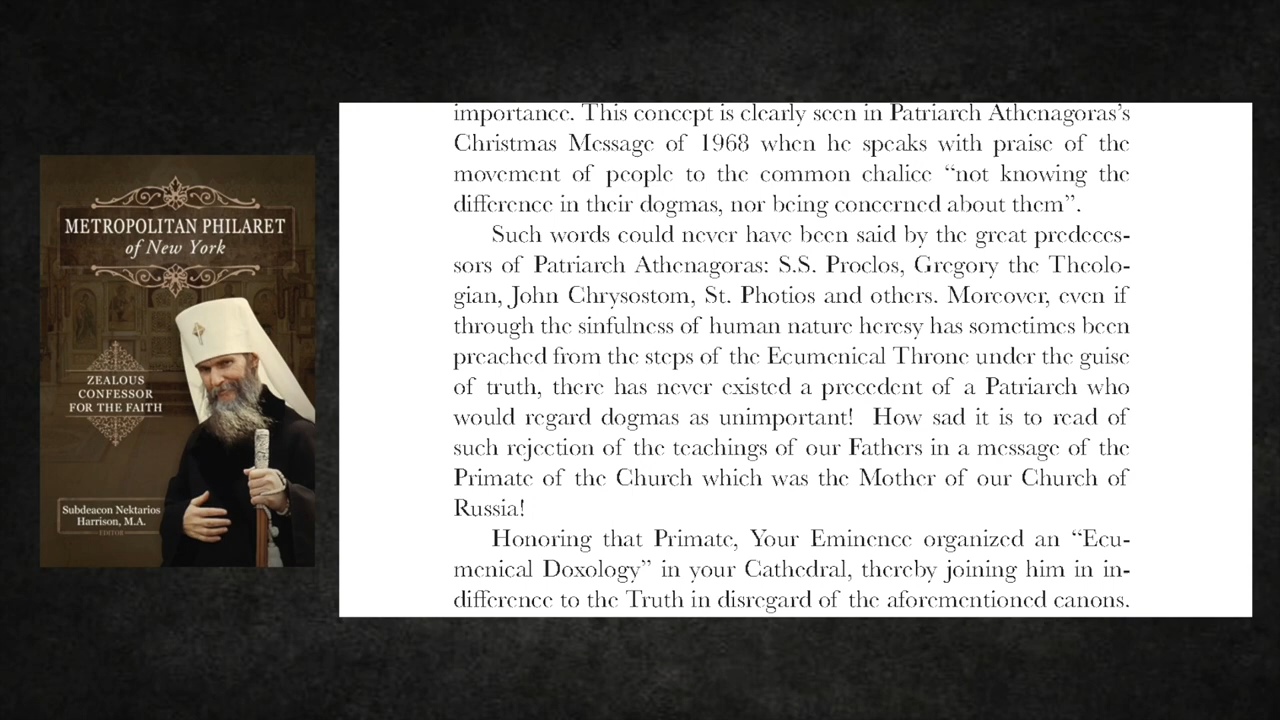 METROPOLITAN PHILARET
of New York
ZEALOUS
CONFESSOR
FOR THE FAITH
Subdeacon Nektarios
Harrison, M.A.
EDITOR
importance. This concept is clearly seen in Patriarch Athenagoras’s
Christmas Message of 1968 when he speaks with praise of the
movement of people to the common chalice “not knowing the
difference in their dogmas, nor being concerned about them”.
Such words could never have been said by the great predeces-
sors of Patriarch Athenagoras: S.S. Proclos, Gregory the Theolo-
gian, John Chrysostom, St. Photios and others. Moreover, even if
through the sinfulness of human nature heresy has sometimes been
preached from the steps of the Ecumenical Throne under the guise
of truth, there has never existed a precedent of a Patriarch who
would regard dogmas as unimportant! How sad it is to read of
such rejection of the teachings of our Fathers in a message of the
Primate of the Church which was the Mother of our Church of
Russia!
Honoring that Primate, Your Eminence organized an “Ecu-
menical Doxology” in your Cathedral, thereby joining him in in-
difference to the Truth in disregard of the aforementioned canons.